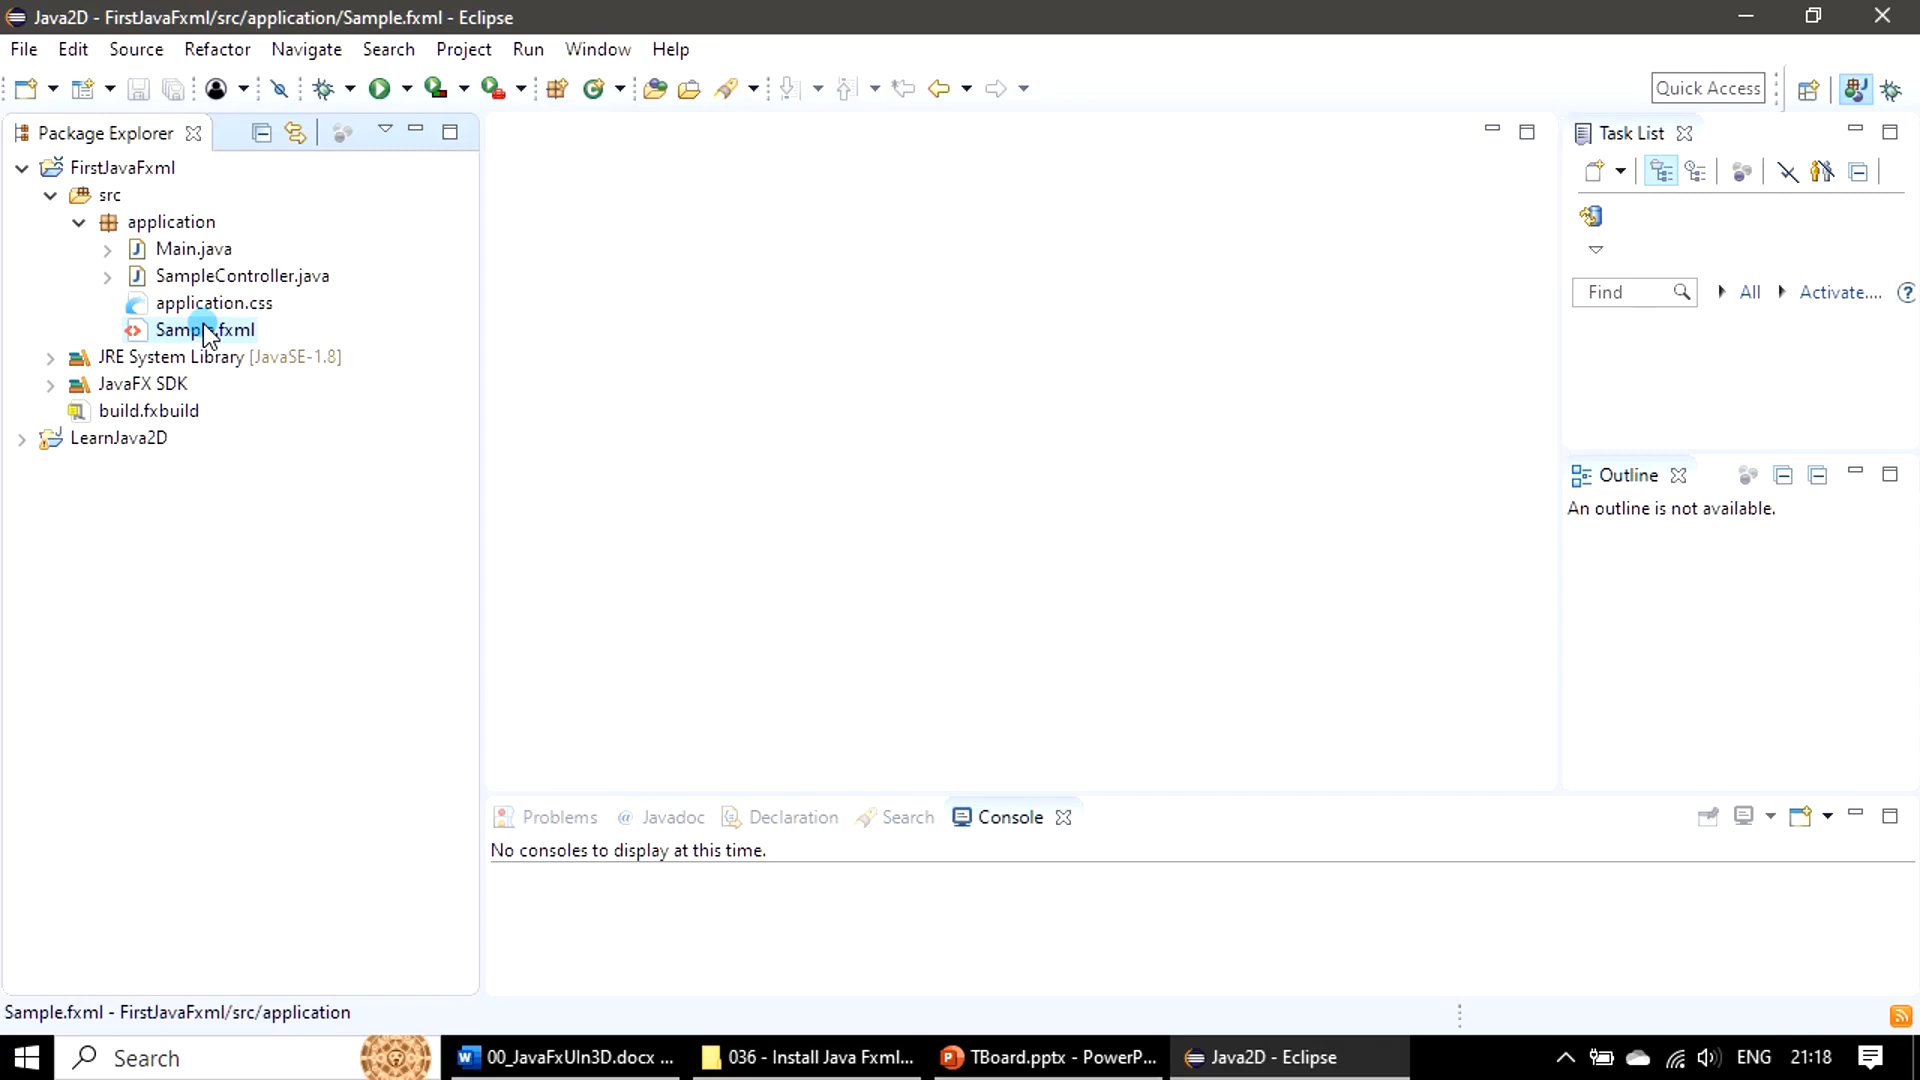 Java2D - FirstJavaFxml/src/application/Sample.fxml - Eclipse
File Edit Source Refactor Navigate Search Project Run Window Help
Quick Access
Package Explorer
FirstJavaFxml
src
application
Main.java
SampleController.java
application.css
Sample.fxml
JRE System Library [JavaSE-1.8]
JavaFX SDK
build.fxbuild
LearnJava2D
Task List
Find All Activate....
Outline
An outline is not available.
Problems @ Javadoc Declaration Search Console
No consoles to display at this time.
Sample.fxml - FirstJavaFxml/src/application
Search 00_JavaFxUIn3D.docx ... 036 - Install Java Fxml... TBoard.pptx - PowerP... Java2D - Eclipse ENG 21:18